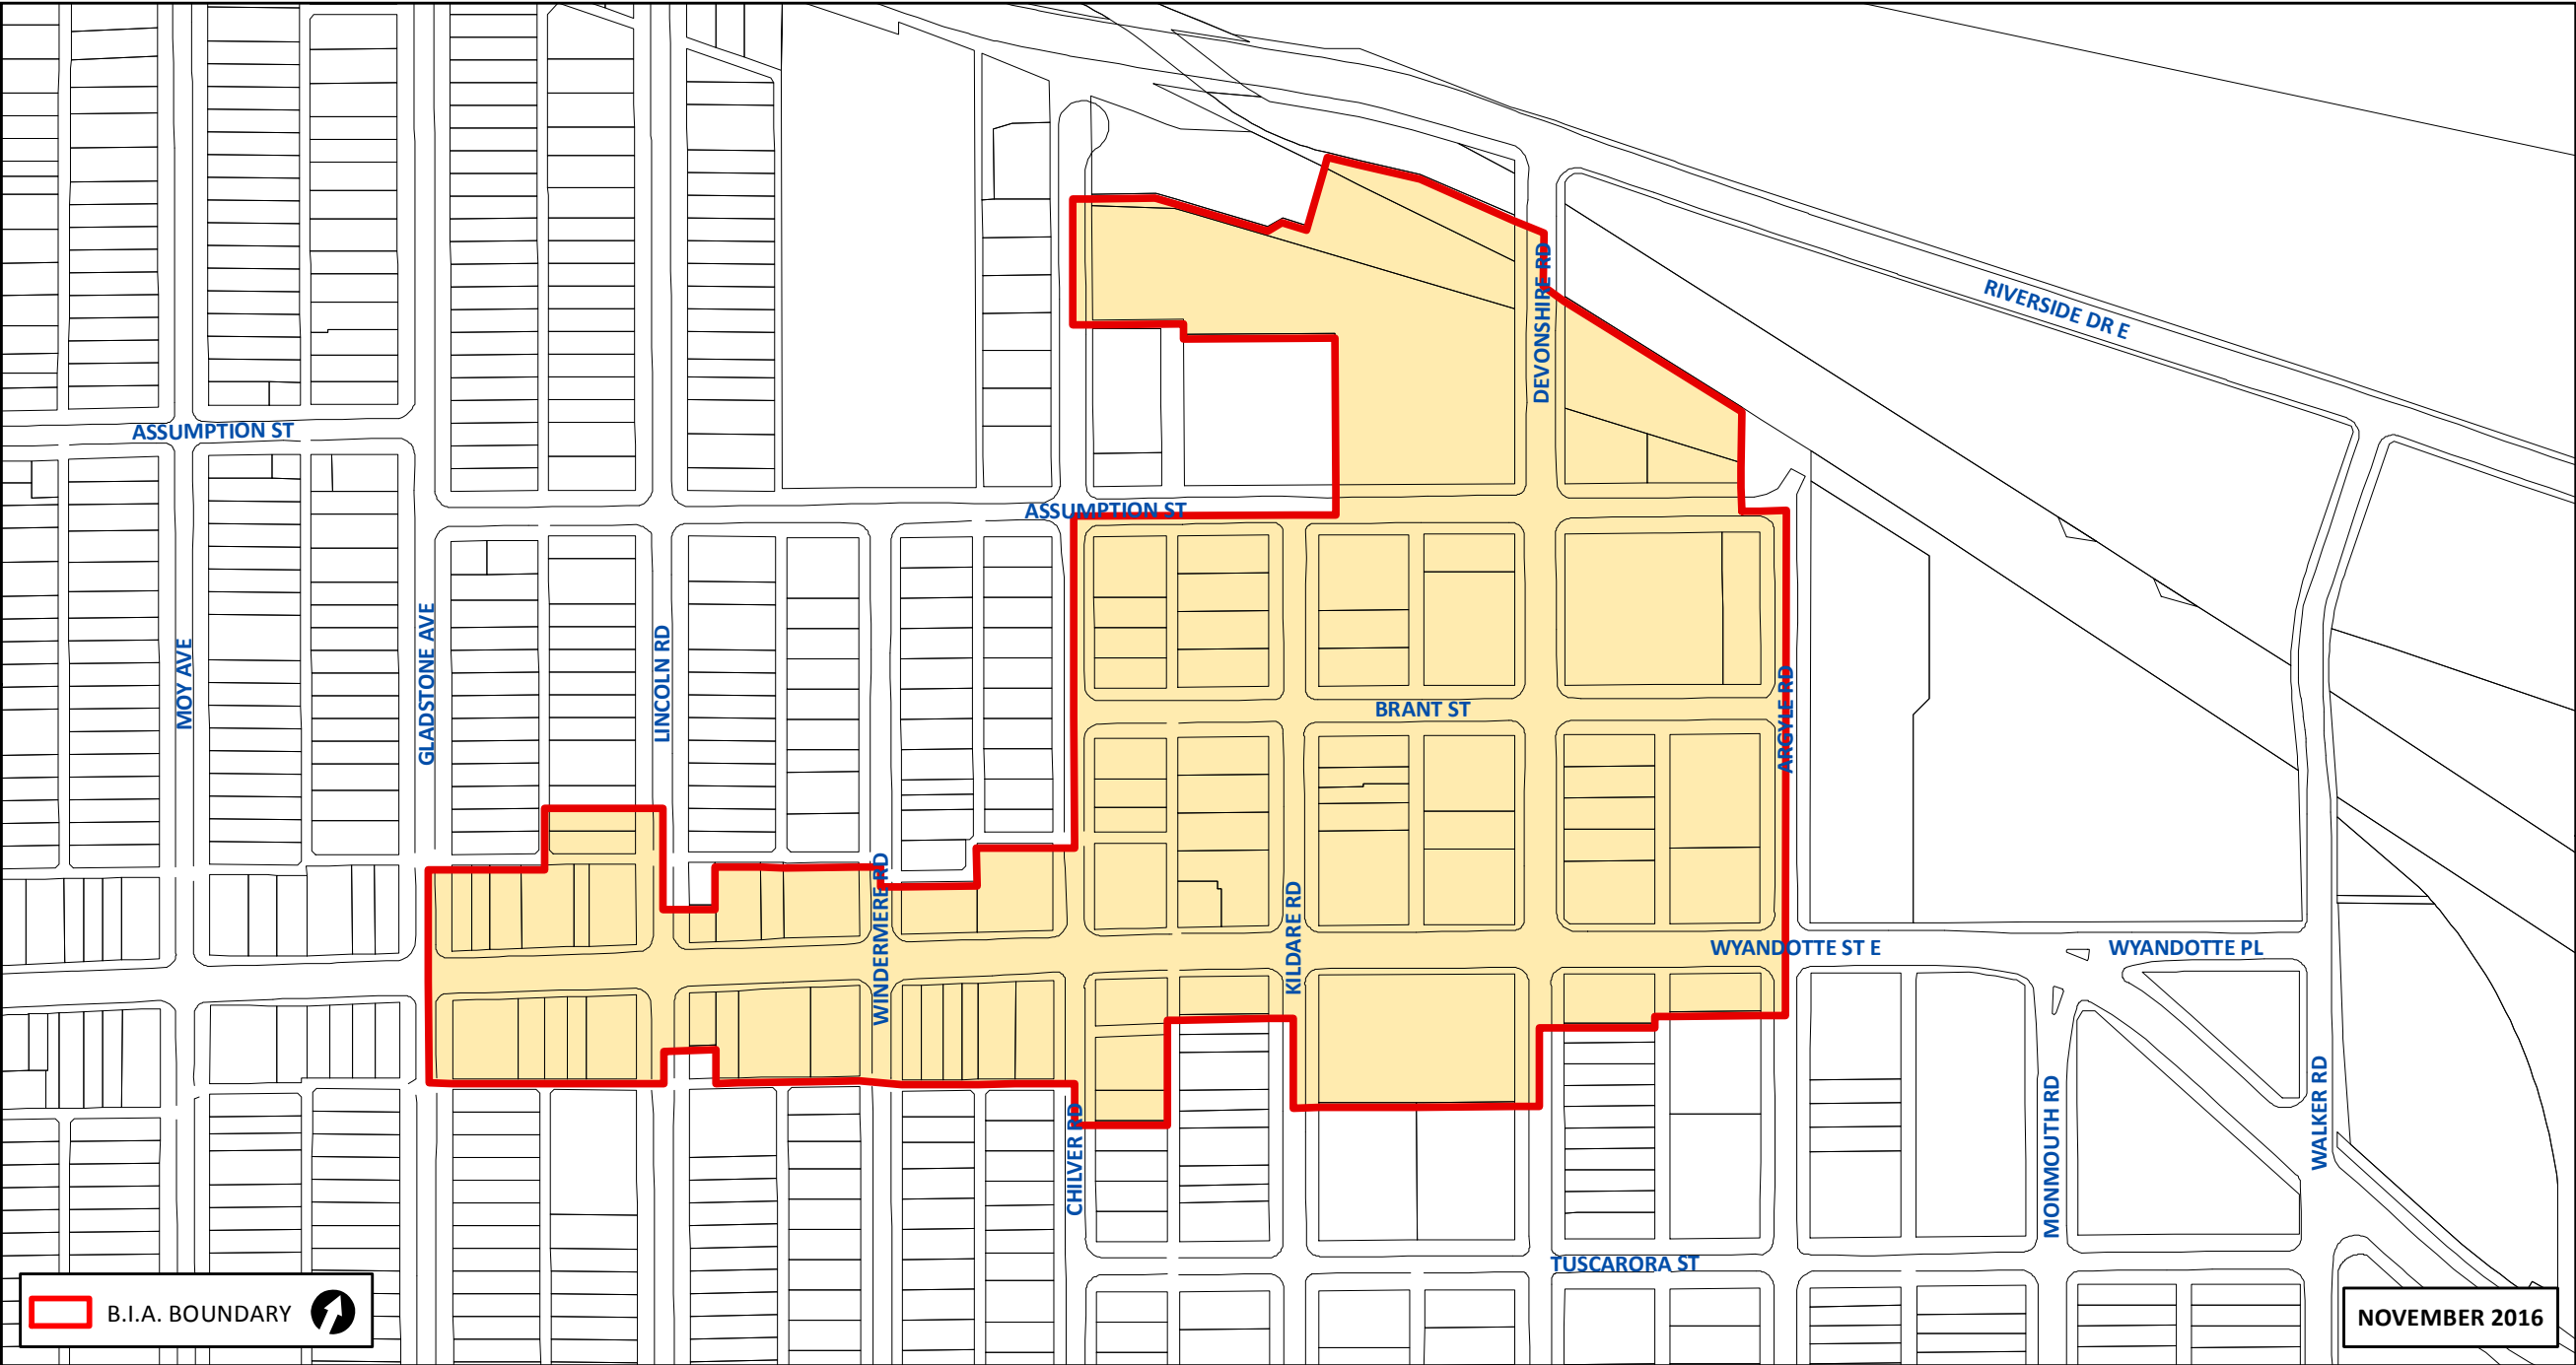 DEVONSHIRE RD
RIVERSIDE DR E
ASSUMPTION ST
ASSUMPTION ST
MOY AVE
GLADSTONE AVE
LINCOLN RD
BRANT ST
ARGYLE RD
WINDERMERE RD
KILDARE RD
WYANDOTTE ST E
WYANDOTTE PL
CHILVER RD
MONMOUTH RD
WALKER RD
TUSCARORA ST
B.I.A. BOUNDARY
NOVEMBER 2016